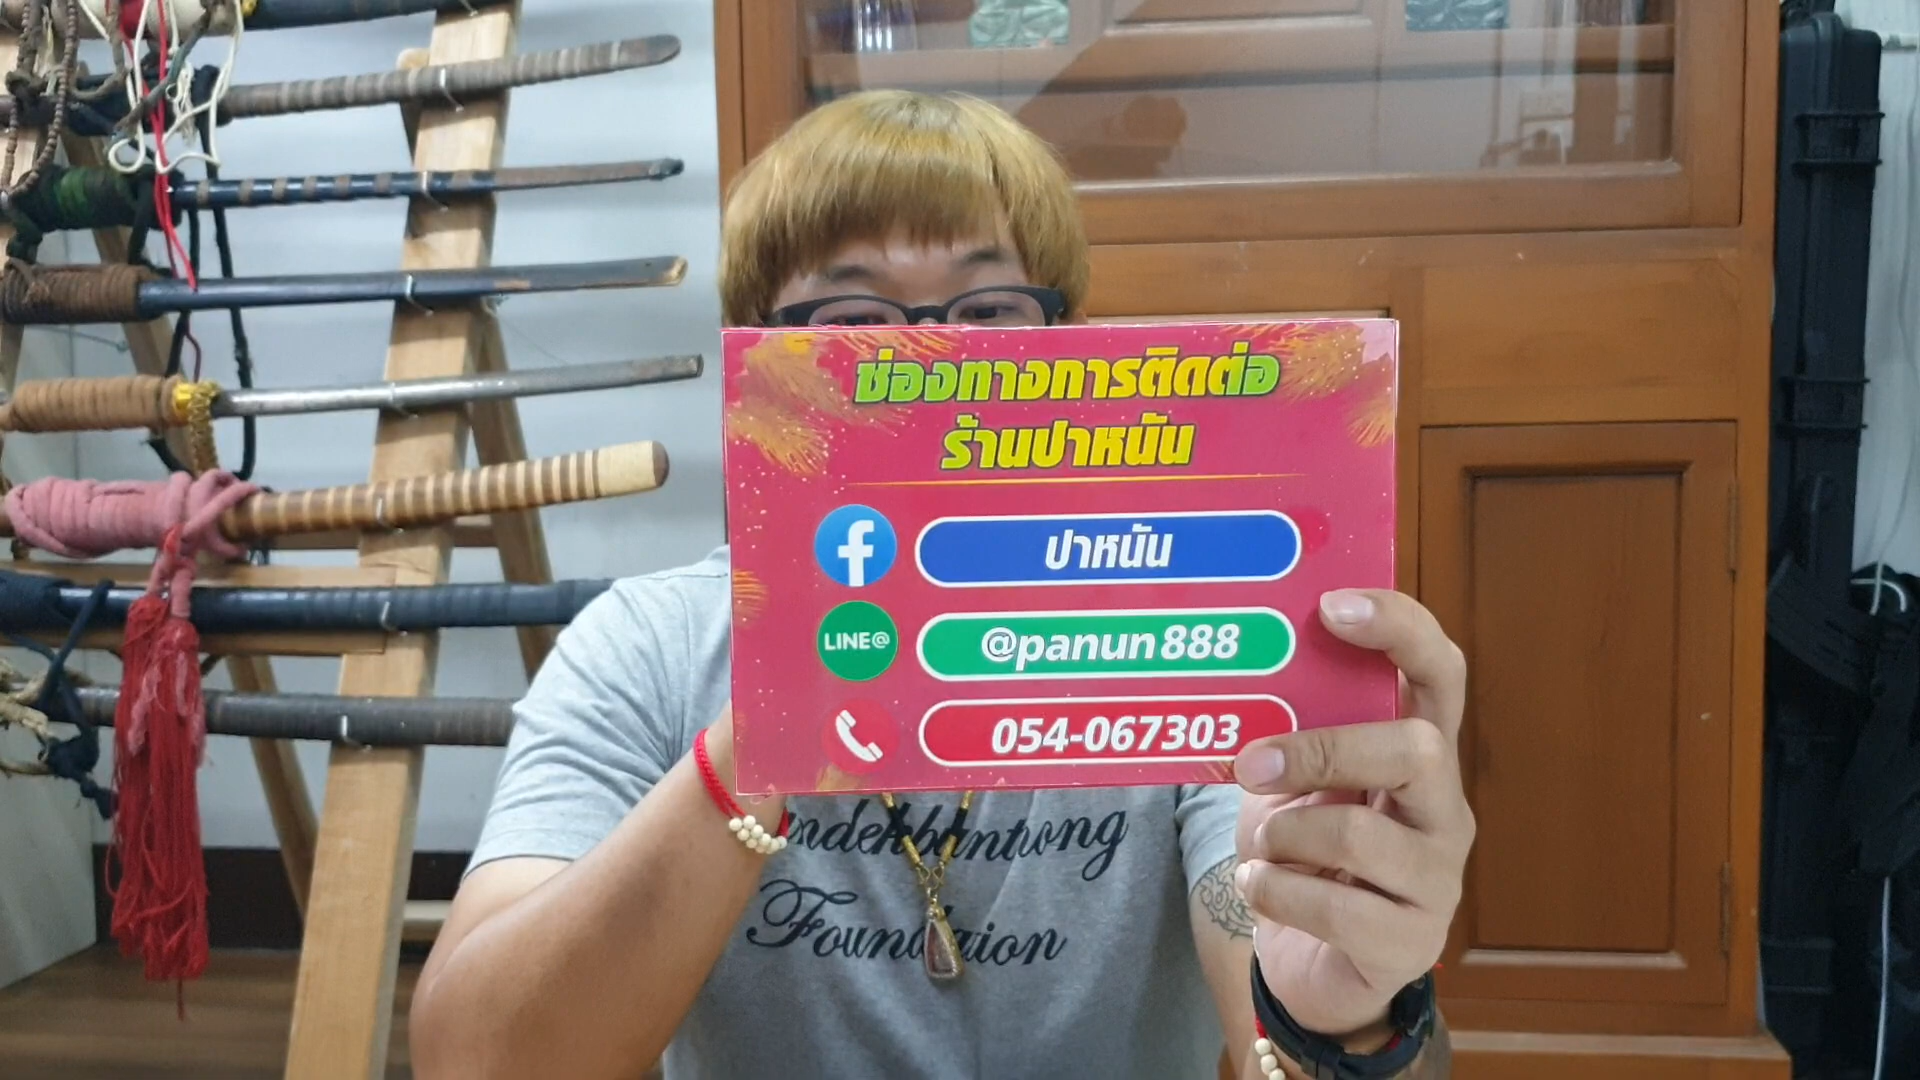 ช่องทางการติดต่อ
ร้านปาหนัน
f
ปาหนัน
LINE@
@panun888
054-067303
Foun